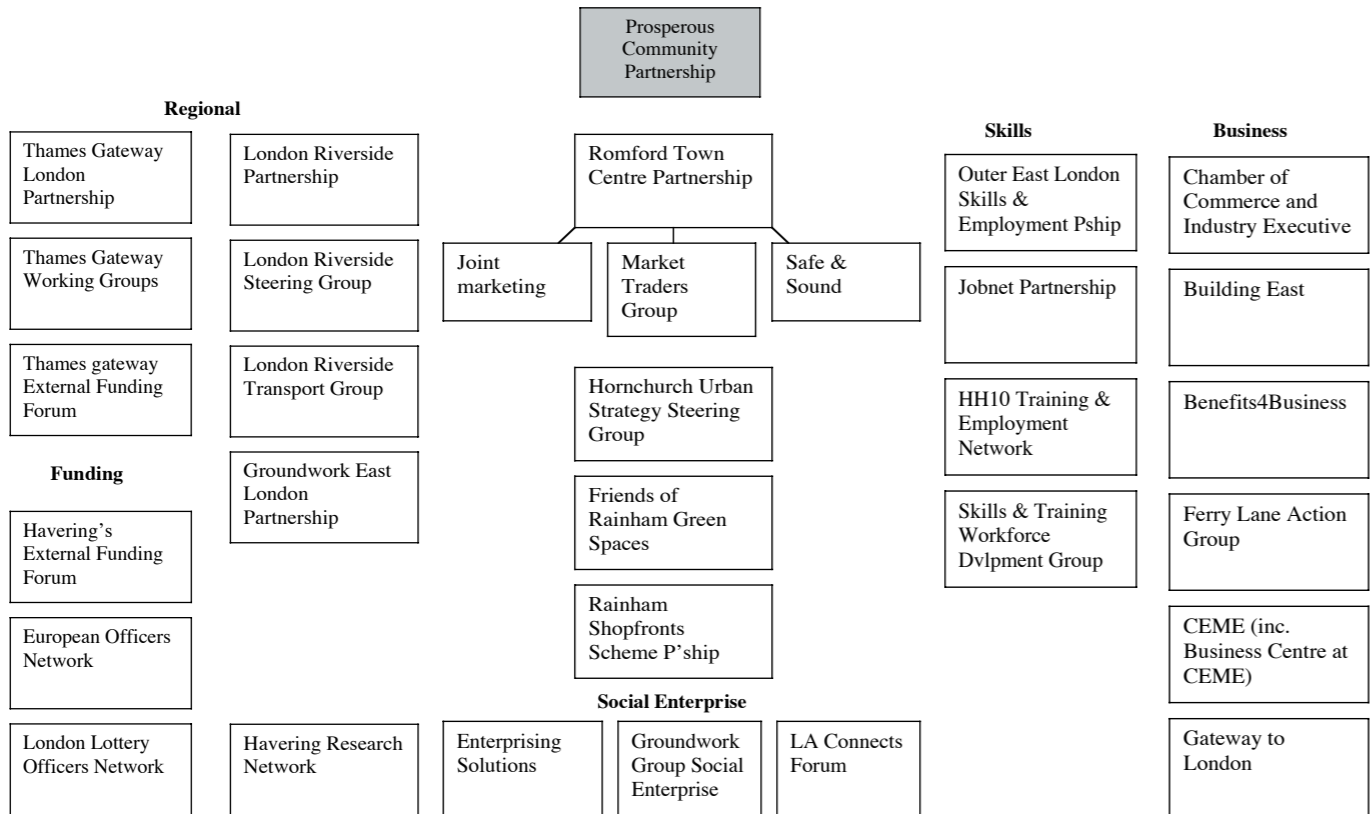 Prosperous
Community
Partnership
Regional
Thames Gateway
London
Partnership
Thames Gateway
Working Groups
Thames gateway
External Funding
Forum
London Riverside
Partnership
London Riverside
Steering Group
London Riverside
Transport Group
Groundwork East
London
Partnership
Funding
Havering’s
External Funding
Forum
European Officers
Network
London Lottery
Officers Network
Havering Research
Network
Romford Town
Centre Partnership
Joint
marketing
Market
Traders
Group
Safe &
Sound
Hornchurch Urban
Strategy Steering
Group
Friends of
Rainham Green
Spaces
Rainham
Shopfronts
Scheme P’ship
Social Enterprise
Enterprising
Solutions
Groundwork
Group Social
Enterprise
LA Connects
Forum
Skills
Outer East London
Skills &
Employment Pship
Jobnet Partnership
HH10 Training &
Employment
Network
Skills & Training
Workforce
Dvlpment Group
Business
Chamber of
Commerce and
Industry Executive
Building East
Benefits4Business
Ferry Lane Action
Group
CEME (inc.
Business Centre at
CEME)
Gateway to
London